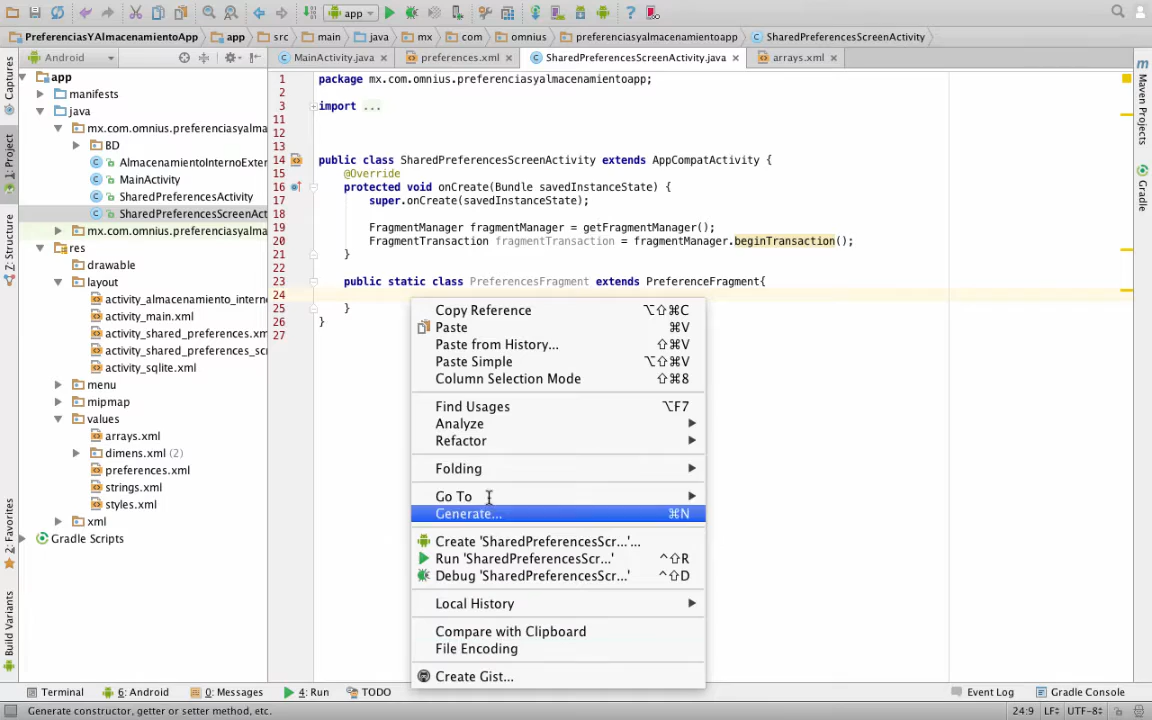 app
PreferenciasYAlmacenamientoApp app src main java mx com omnius preferenciasyalmacenamientoapp SharedPreferencesScreenActivity
Android
MainActivity.java
preferences.xml
SharedPreferencesScreenActivity.java
arrays.xml
Captures
1: Project
Z: Structure
2: Favorites
Build Variants
app
manifests
java
mx.com.omnius.preferenciasyalma
BD
AlmacenamientoInternoExter
MainActivity
SharedPreferencesActivity
SharedPreferencesScreenAct
mx.com.omnius.preferenciasyalma
res
drawable
layout
activity_almacenamiento_interno
activity_main.xml
activity_shared_preferences.xm
activity_shared_preferences_sc
activity_sqlite.xml
menu
mipmap
values
arrays.xml
dimens.xml (2)
preferences.xml
strings.xml
styles.xml
xml
Gradle Scripts
1 package mx.com.omnius.preferenciasyalmacenamientoapp;
2
3 import ...
11
12
13
14 public class SharedPreferencesScreenActivity extends AppCompatActivity {
15 @Override
16 protected void onCreate(Bundle savedInstanceState) {
17 super.onCreate(savedInstanceState);
18
19 FragmentManager fragmentManager = getFragmentManager();
20 FragmentTransaction fragmentTransaction = fragmentManager.beginTransaction();
21 }
22
23 public static class PreferencesFragment extends PreferenceFragment{
24
25 }
26 }
27
Copy Reference ⌥⇧⌘C
Paste ⌘V
Paste from History... ⇧⌘V
Paste Simple ⌥⇧⌘V
Column Selection Mode ⇧⌘8
Find Usages ⌥F7
Analyze
Refactor
Folding
Go To
Generate... ⌘N
Create 'SharedPreferencesScr...'...
Run 'SharedPreferencesScr...' ^⇧R
Debug 'SharedPreferencesScr...' ^⇧D
Local History
Compare with Clipboard
File Encoding
Create Gist...
Maven Projects
Gradle
Terminal 6: Android 0: Messages 4: Run TODO Event Log Gradle Console
Generate constructor, getter or setter method, etc. 24:9 LF÷ UTF-8÷